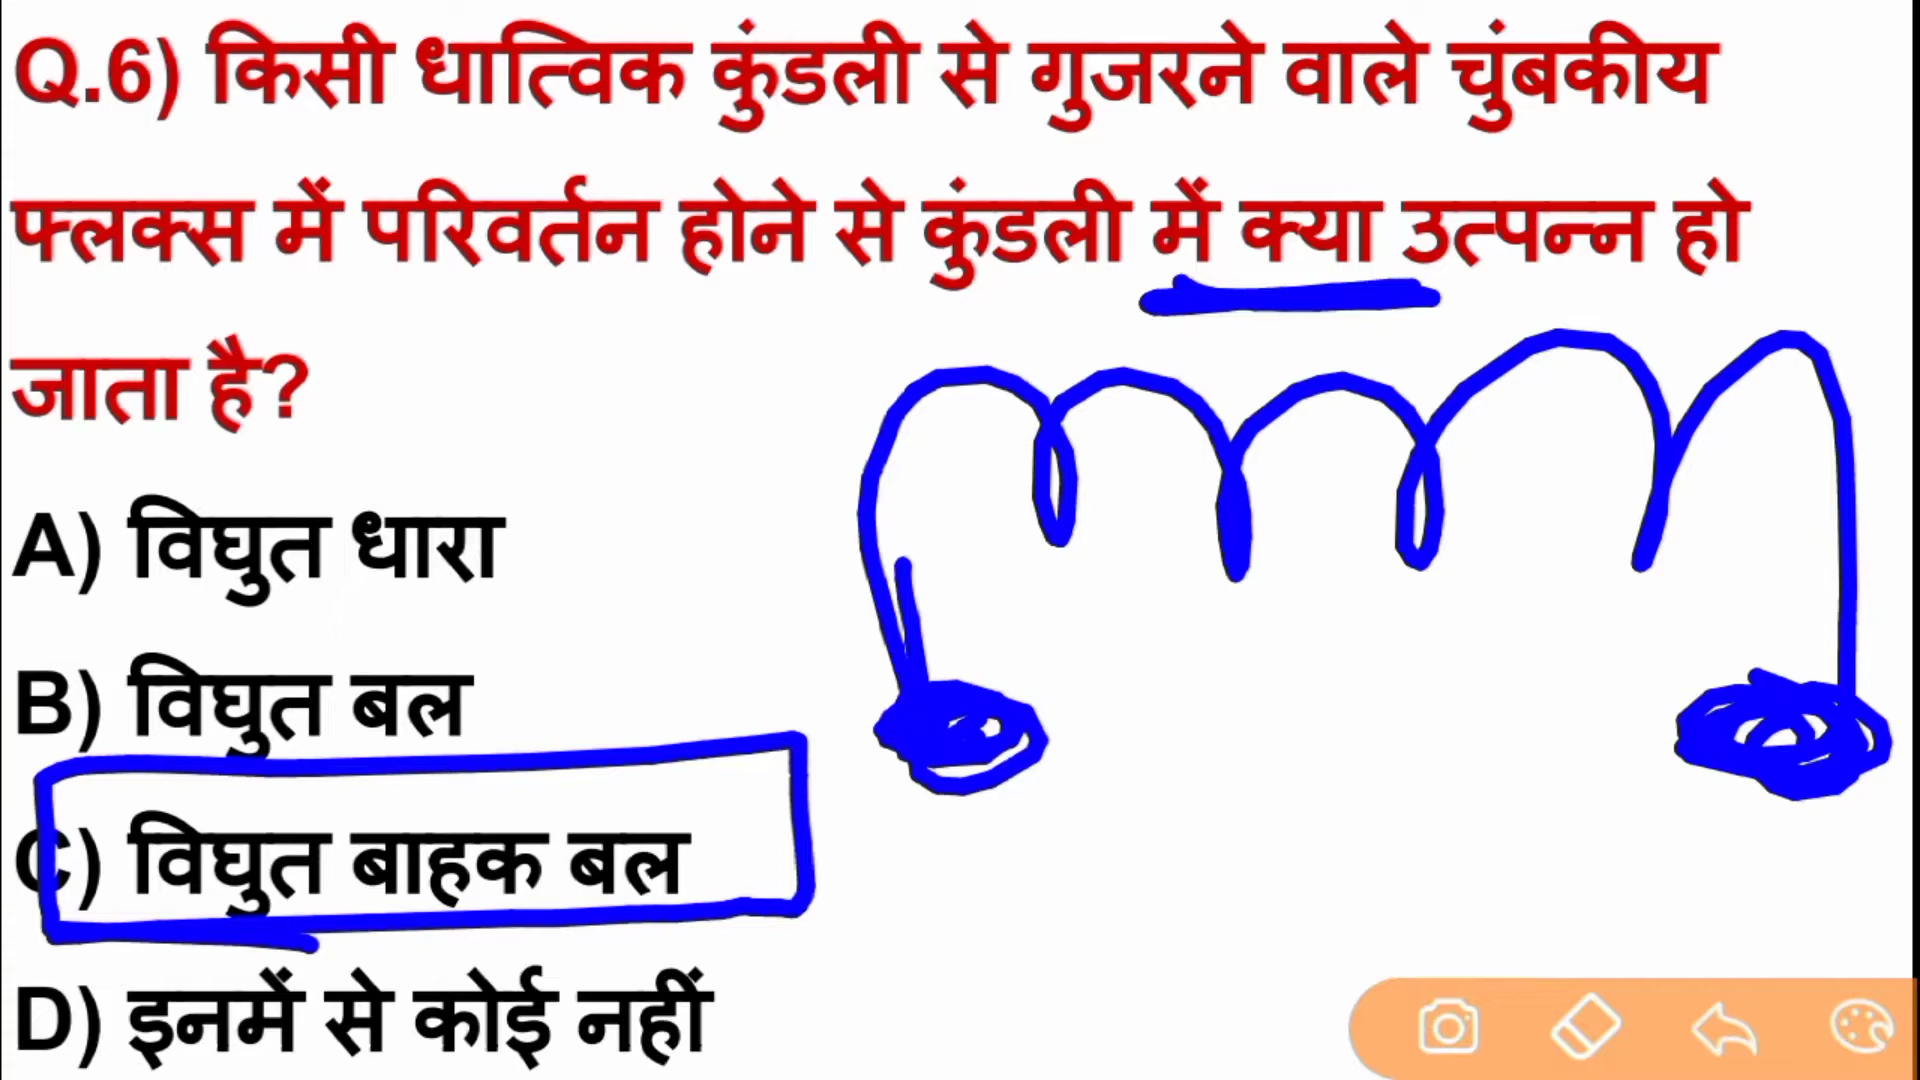 Q.6) किसी धात्विक कुंडली से गुजरने वाले चुंबकीय
फ्लक्स में परिवर्तन होने से कुंडली में क्या उत्पन्न हो
जाता है?
A) विघुत धारा
B) विघुत बल
C) विघुत बाहक बल
D) इनमें से कोई नहीं